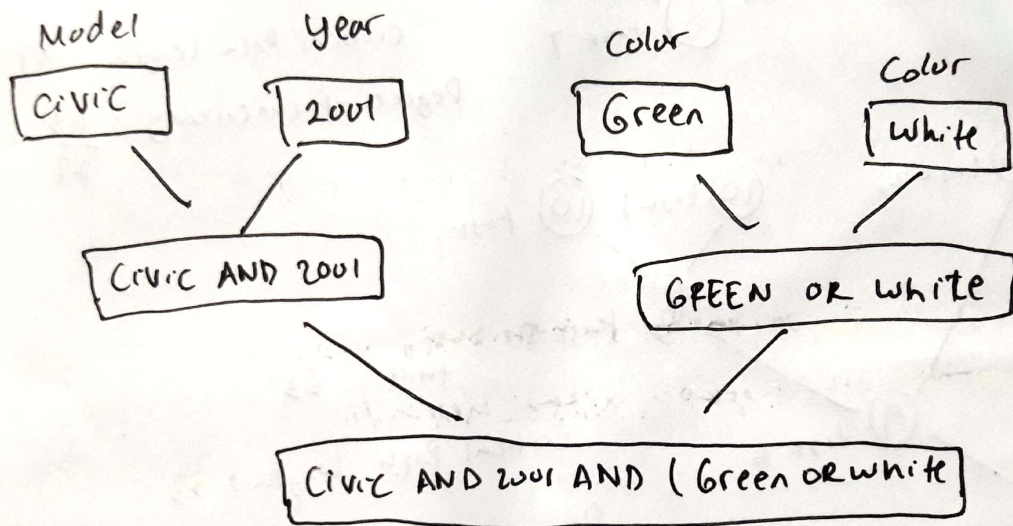 Model
Year
Color
Color
Civic
2001
Green
White
Civic AND 2001
GREEN OR White
Civic AND 2001 AND (Green OR White